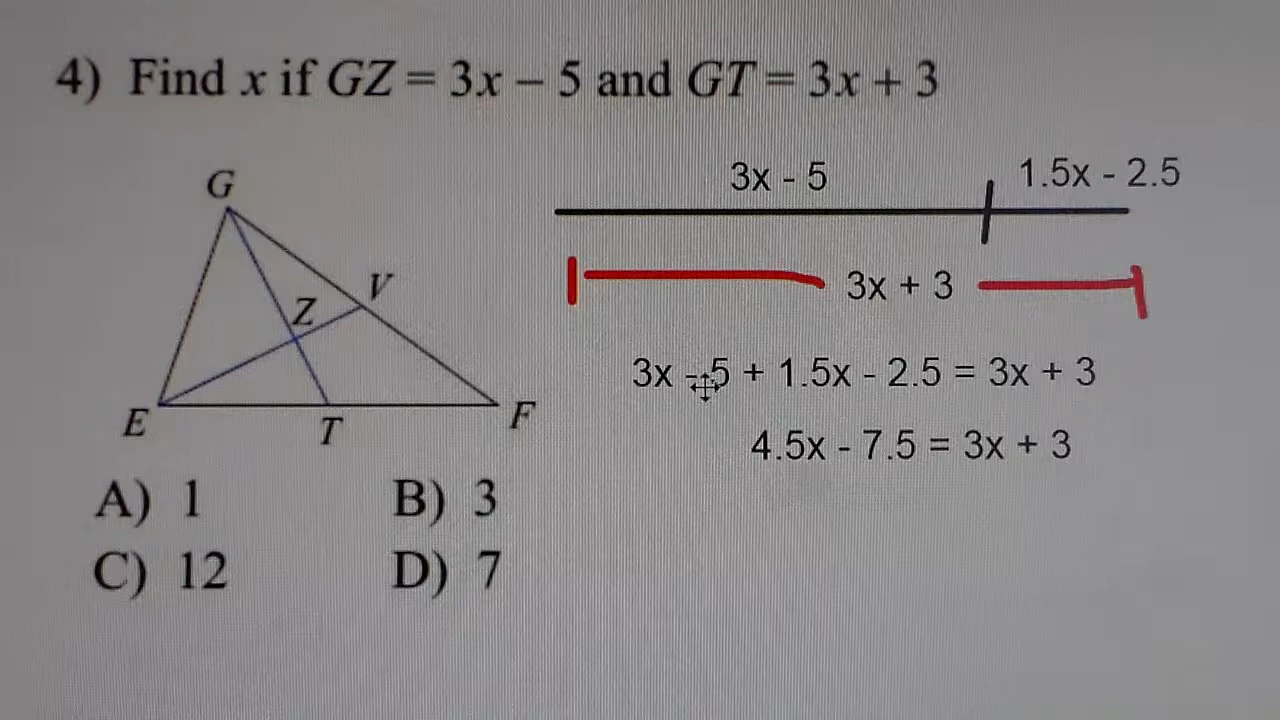 4) Find x if GZ = 3x – 5 and GT = 3x + 3
3x - 5
1.5x - 2.5
G
V
Z
3x + 3
E
T
F
3x - 5 + 1.5x - 2.5 = 3x + 3
4.5x - 7.5 = 3x + 3
A) 1
B) 3
C) 12
D) 7